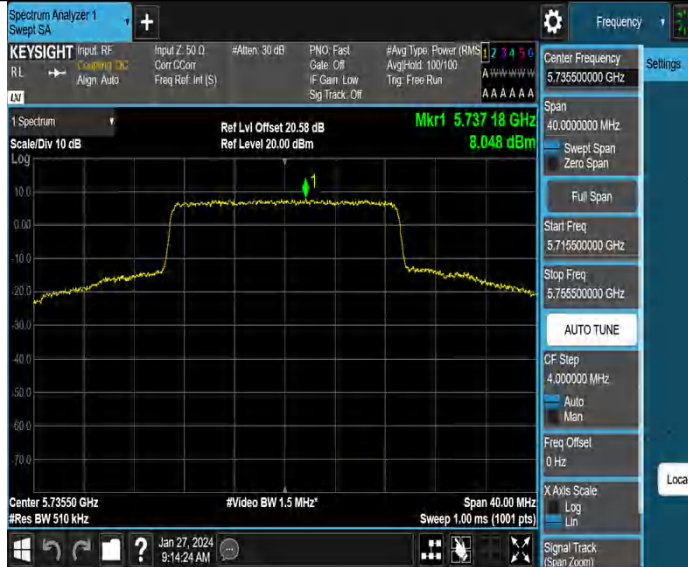 Spectrum Analyzer 1
Swept SA
+
Frequency
Settings
KEYSIGHT
RL
Input: RF
Coupling: DC
Align: Auto
Input Z: 50 Ω
Corr CCorr
Freq Ref: Int (S)
#Atten: 30 dB
PNO: Fast
Gate: Off
IF Gain: Low
Sig Track: Off
#Avg Type: Power (RMS
Avg|Hold: 100/100
Trig: Free Run
1 2 3 4 5 6
A W W W W W
A A A A A A
LXI
1 Spectrum
Scale/Div 10 dB
Log
Ref Lvl Offset 20.58 dB
Ref Level 20.00 dBm
Mkr1 5.737 18 GHz
8.048 dBm
1
10.0
0.00
-10.0
-20.0
-30.0
-40.0
-50.0
-60.0
-70.0
Center 5.73550 GHz
#Res BW 510 kHz
#Video BW 1.5 MHz*
Span 40.00 MHz
Sweep 1.00 ms (1001 pts)
?
Jan 27, 2024
9:14:24 AM
Center Frequency
5.735500000 GHz
Span
40.0000000 MHz
Swept Span
Zero Span
Full Span
Start Freq
5.715500000 GHz
Stop Freq
5.755500000 GHz
AUTO TUNE
CF Step
4.000000 MHz
Auto
Man
Freq Offset
0 Hz
X Axis Scale
Log
Lin
Signal Track
(Span Zoom)
Loca